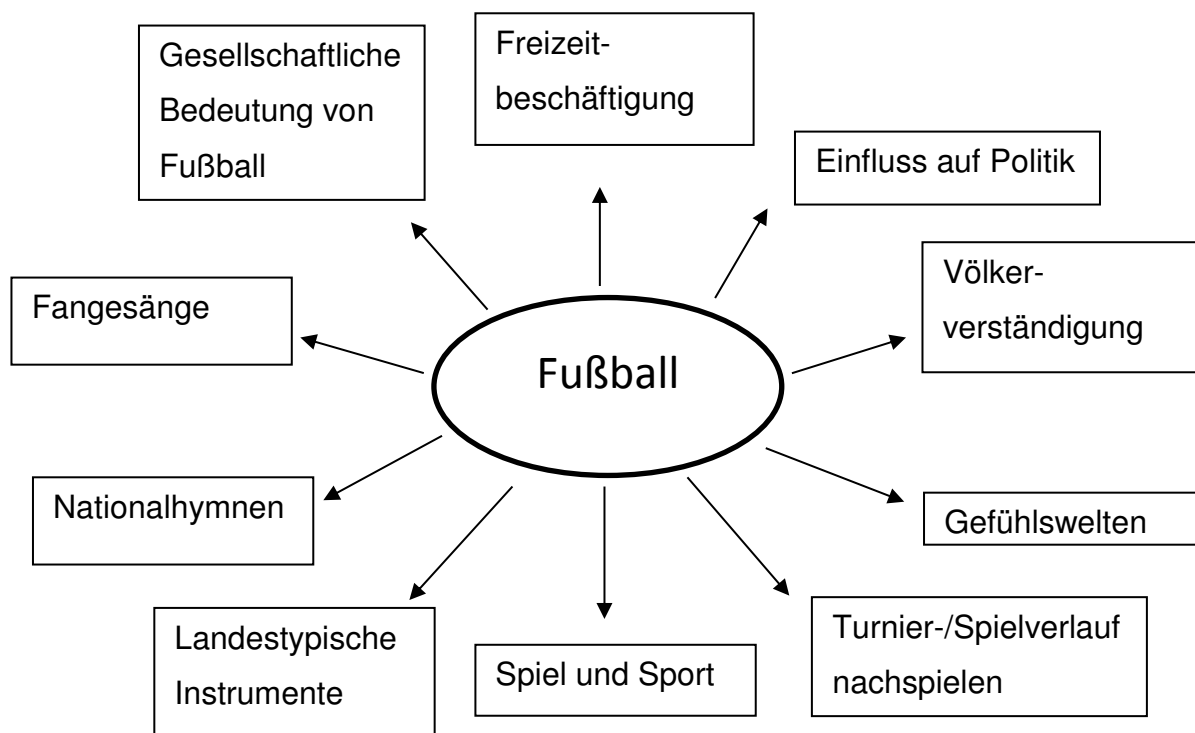 Gesellschaftliche
Bedeutung von
Fußball
Freizeit-
beschäftigung
Einfluss auf Politik
Völker-
verständigung
Fangesänge
Fußball
Nationalhymnen
Gefühlswelten
Landestypische
Instrumente
Spiel und Sport
Turnier-/Spielverlauf
nachspielen